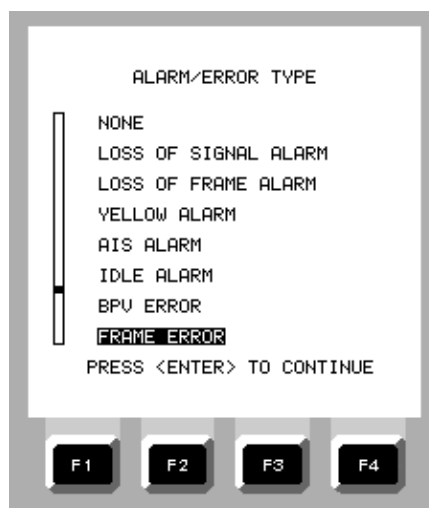 ALARM/ERROR TYPE
NONE
LOSS OF SIGNAL ALARM
LOSS OF FRAME ALARM
YELLOW ALARM
AIS ALARM
IDLE ALARM
BPV ERROR
FRAME ERROR
PRESS <ENTER> TO CONTINUE
F1 F2 F3 F4